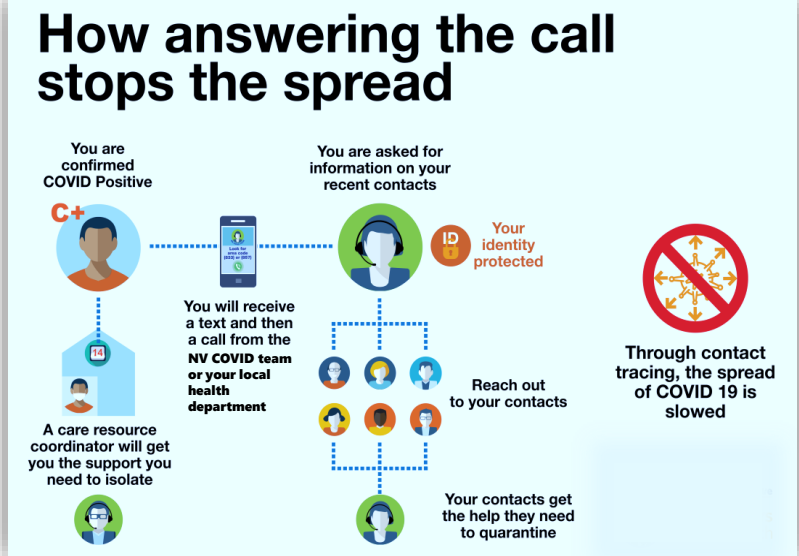 How answering the call
stops the spread
You are
confirmed
COVID Positive
You are asked for
information on your
recent contacts
C+
ID
Your
identity
protected
Look for
area code
You will receive
a text and then
a call from the
NV COVID team
or your local
health
department
14
Reach out
to your contacts
Through contact
tracing, the spread
of COVID 19 is
slowed
A care resource
coordinator will get
you the support you
need to isolate
Your contacts get
the help they need
to quarantine